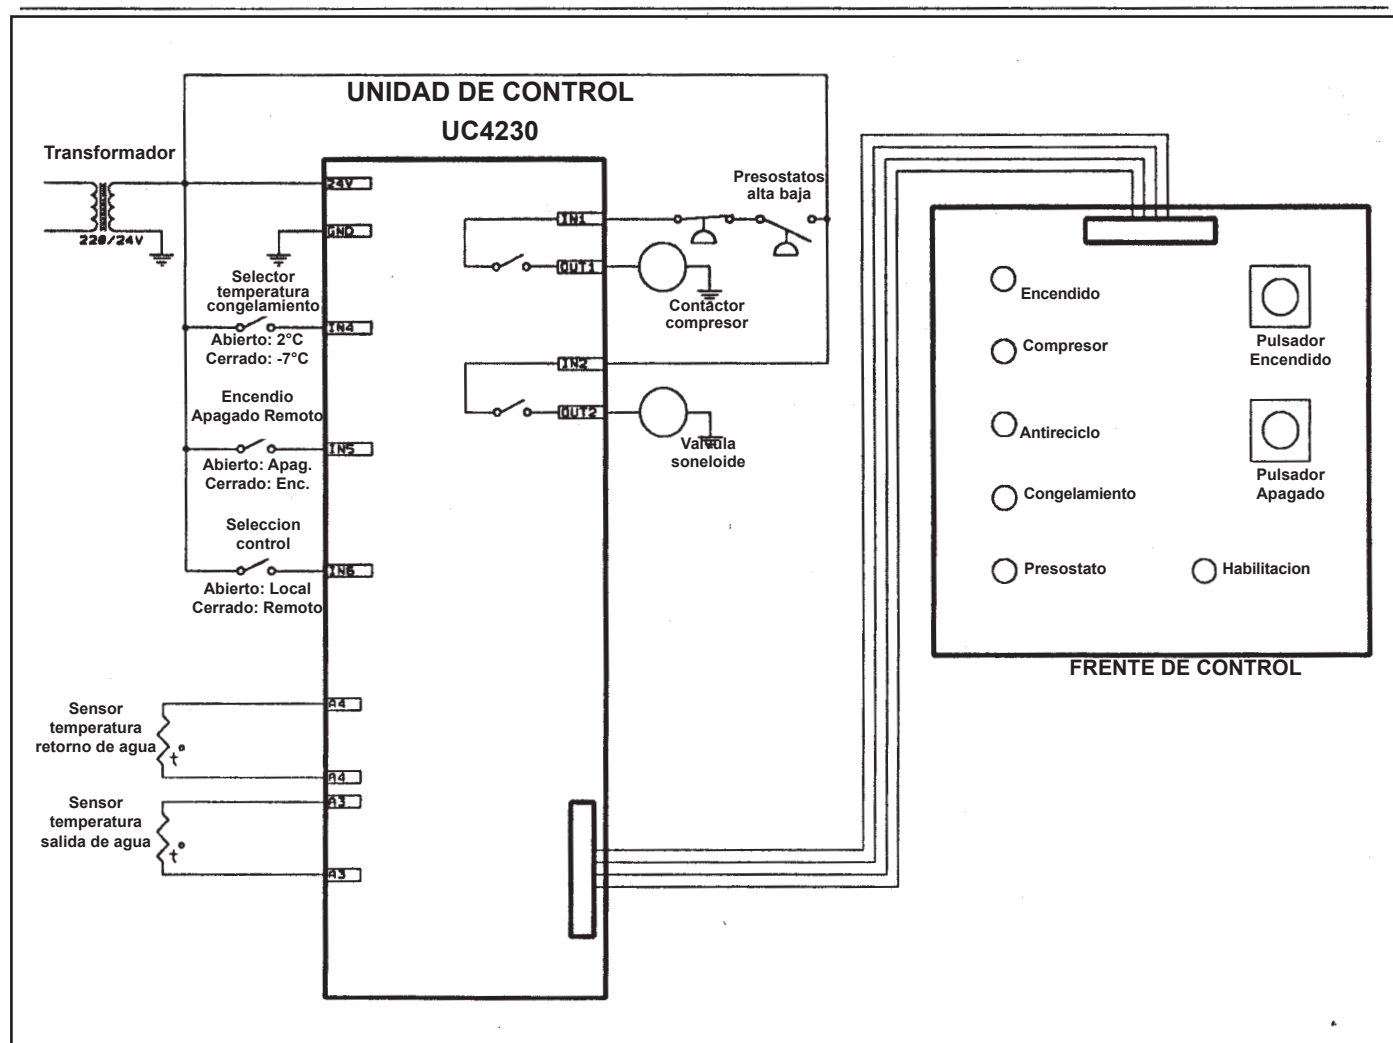 UNIDAD DE CONTROL
UC4230
Transformador
220/24V
24V
GND
Selector
temperatura
congelamiento
IN4
Abierto: 2°C
Cerrado: -7°C
Encendio
Apagado Remoto
IN5
Abierto: Apag.
Cerrado: Enc.
Seleccion
control
IN6
Abierto: Local
Cerrado: Remoto
Sensor
temperatura
retorno de agua
t°
A4
A4
Sensor
temperatura
salida de agua
t°
A3
A3
IN1
OUT1
Presostatos
alta baja
Contactor
compresor
IN2
OUT2
Valvula
soneloide
Encendido
Compresor
Antireciclo
Congelamiento
Presostato
Pulsador
Encendido
Pulsador
Apagado
Habilitacion
FRENTE DE CONTROL